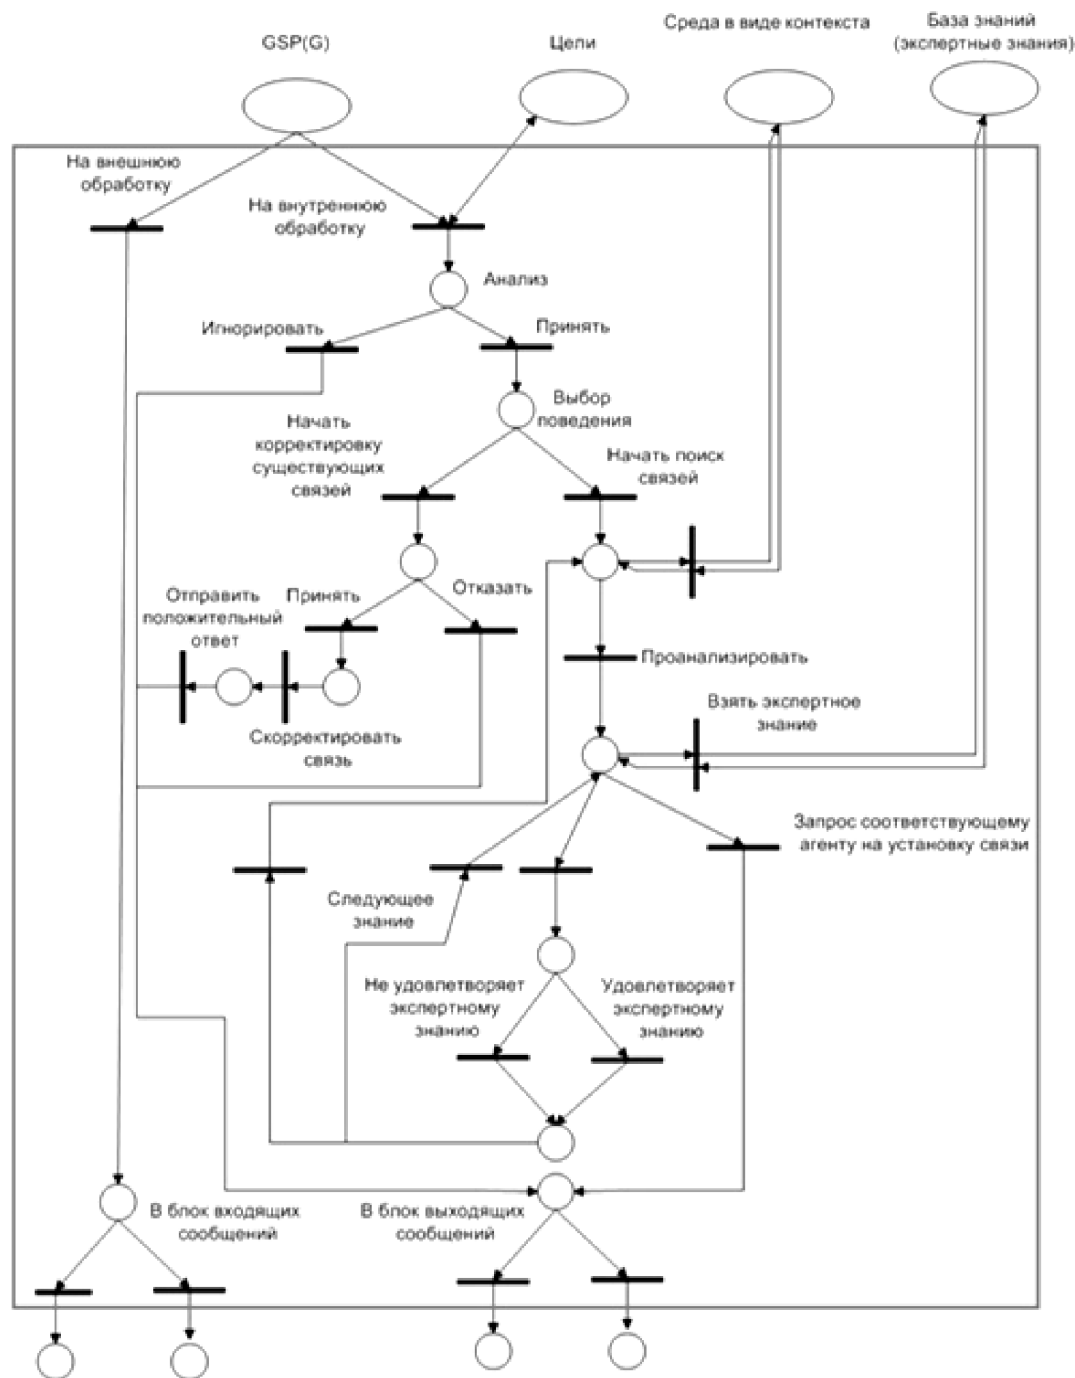 GSP(G)
Цели
Среда в виде контекста
База знаний
(экспертные знания)
На внешнюю
обработку
На внутреннюю
обработку
Анализ
Игнорировать
Принять
Выбор
поведения
Начать
корректировку
существующих
связей
Начать поиск
связей
Отправить
положительный
ответ
Принять
Отказать
Проанализировать
Скорректировать
связь
Взять экспертное
знание
Запрос соответствующему
агенту на установку связи
Следующее
знание
Не удовлетворяет
экспертному
знанию
Удовлетворяет
экспертному
знанию
В блок входящих
сообщений
В блок выходящих
сообщений